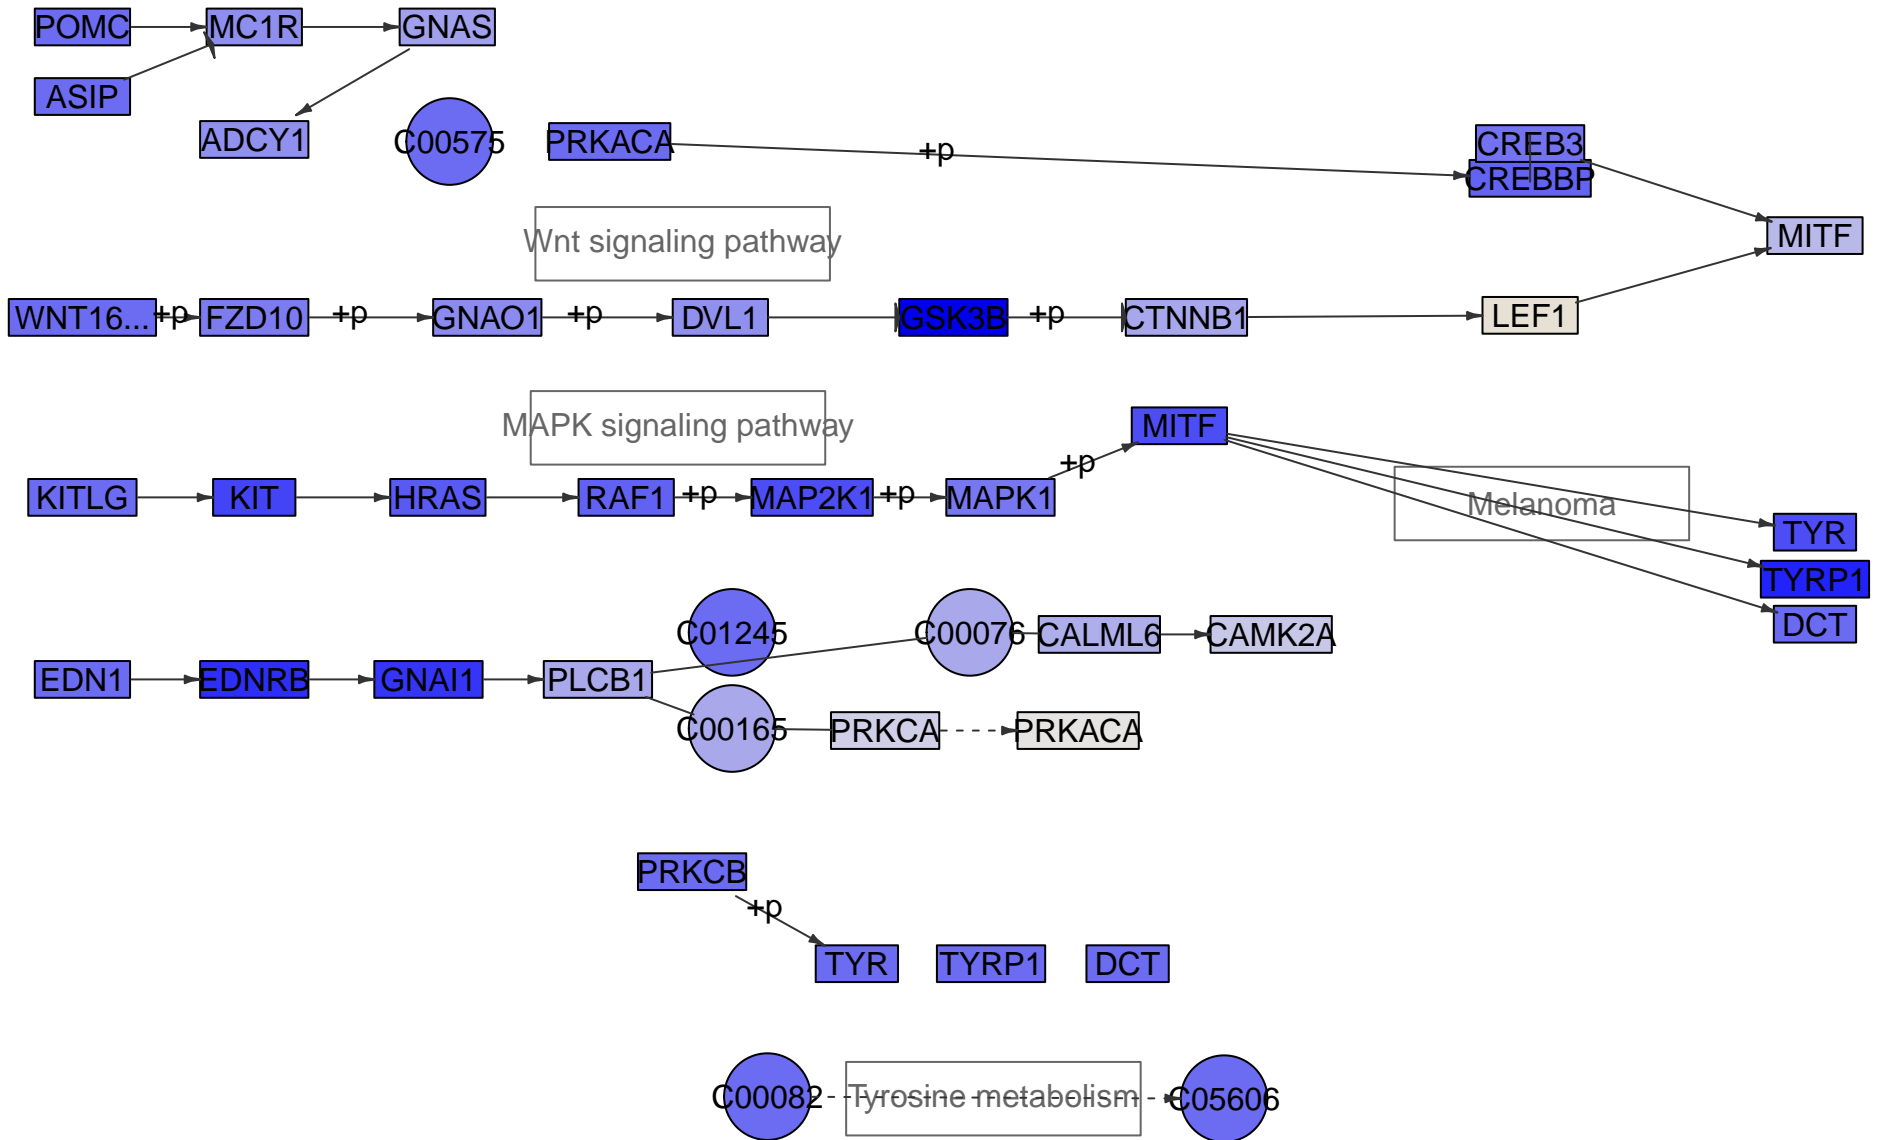 POMC
MC1R
GNAS
ASIP
ADCY1
C00575
PRKACA
+p
CREB3
CREBBP
Wnt signaling pathway
MITF
WNT16...
+p
FZD10
+p
GNAO1
+p
DVL1
GSK3B
+p
CTNNB1
LEF1
MAPK signaling pathway
MITF
+p
KITLG
KIT
HRAS
RAF1
+p
MAP2K1
+p
MAPK1
Melanoma
TYR
TYRP1
DCT
C01245
C00076
CALML6
CAMK2A
EDN1
EDNRB
GNAI1
PLCB1
C00165
PRKCA
PRKACA
PRKCB
+p
TYR
TYRP1
DCT
C00082
Tyrosine metabolism
C05606